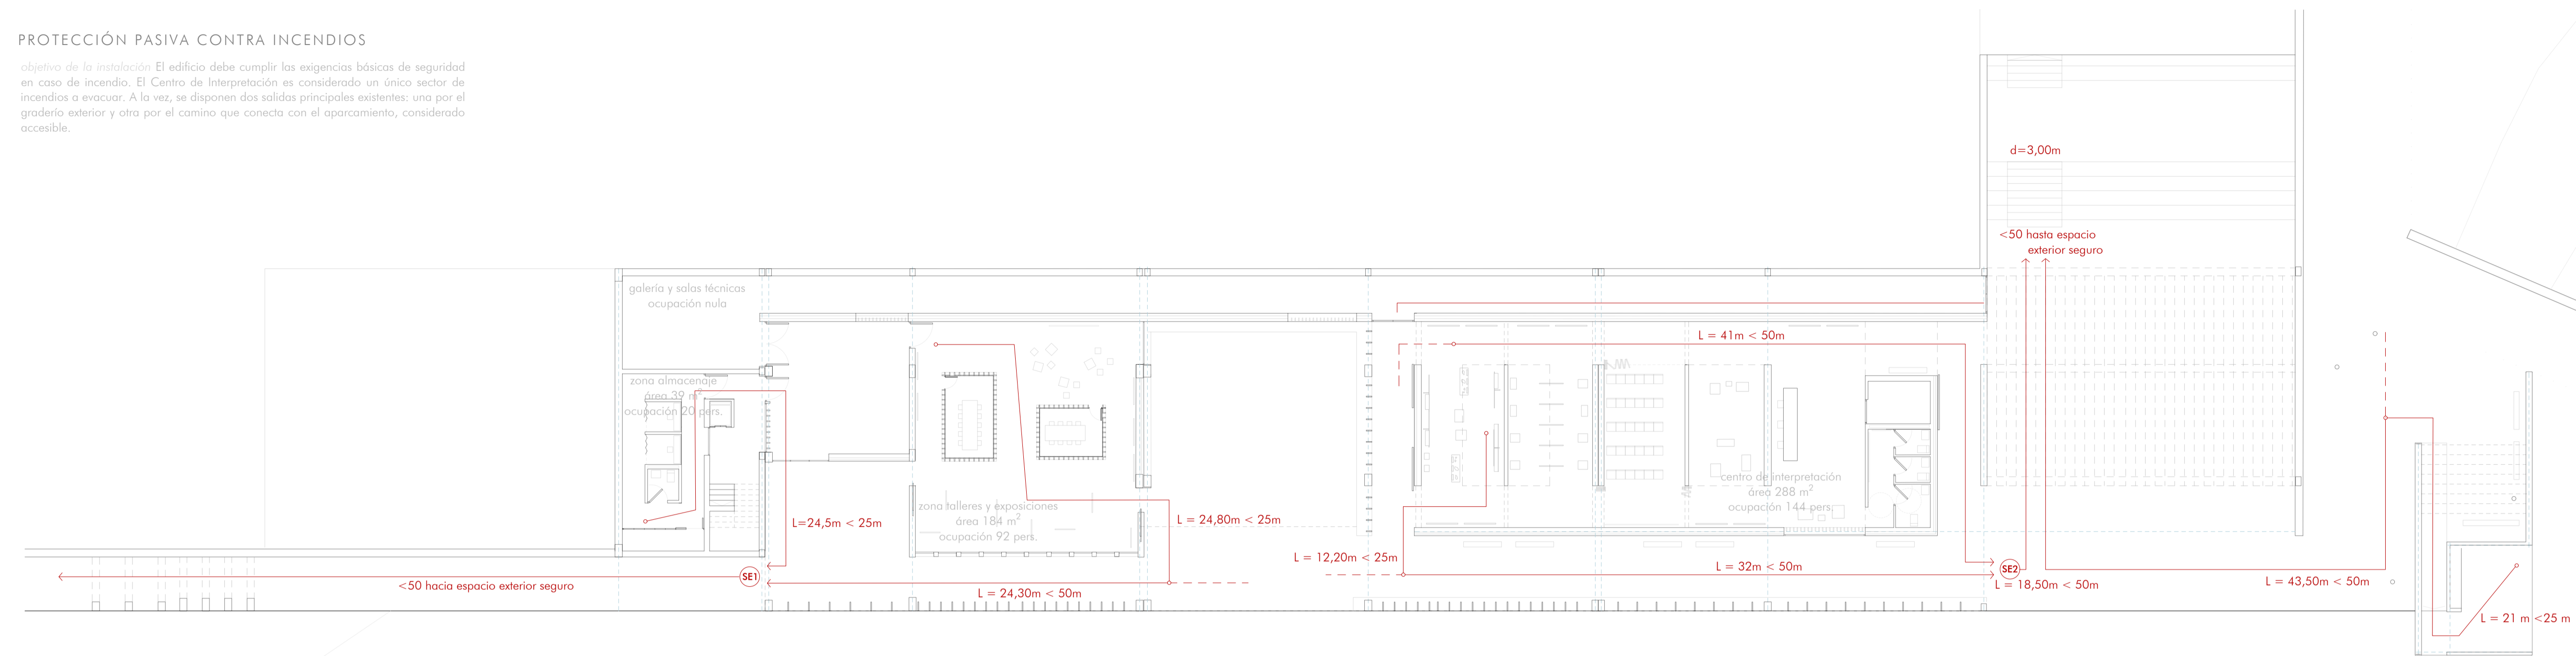 PROTECCIÓN PASIVA CONTRA INCENDIOS
objetivo de la instalación El edificio debe cumplir las exigencias básicas de seguridad
en caso de incendio. El Centro de Interpretación es considerado un único sector de
incendios a evacuar. A la vez, se disponen dos salidas principales existentes: una por el
graderío exterior y otra por el camino que conecta con el aparcamiento, considerado
accesible.
d=3,00m
<50 hasta espacio
exterior seguro
galería y salas técnicas
ocupación nula
L = 41m < 50m
zona almacenaje
área 39 m²
ocupación 20 pers.
centro de interpretación
área 288 m²
ocupación 144 pers.
zona talleres y exposiciones
área 184 m²
ocupación 92 pers.
L=24,5m < 25m
L = 24,80m < 25m
L = 12,20m < 25m
L = 32m < 50m
SE1
SE2
<50 hacia espacio exterior seguro
L = 24,30m < 50m
L = 18,50m < 50m
L = 43,50m < 50m
L = 21 m <25 m